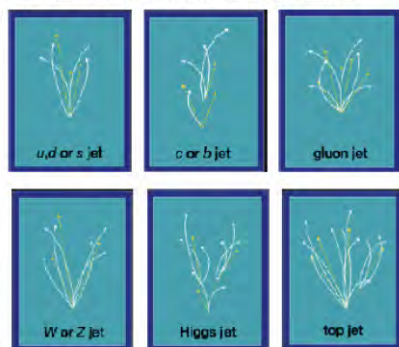 u,d or s jet
c or b jet
gluon jet
W or Z jet
Higgs jet
top jet